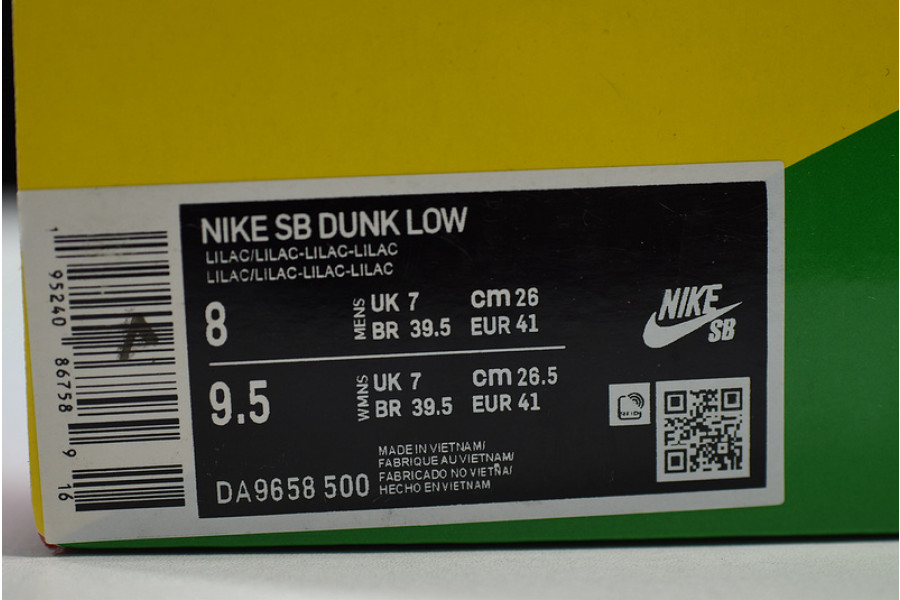 NIKE SB DUNK LOW
LILAC/LILAC-LILAC-LILAC
LILAC/LILAC-LILAC-LILAC
8 MENS UK 7 cm 26
BR 39.5 EUR 41
9.5 WMNS UK 7 cm 26.5
BR 39.5 EUR 41
MADE IN VIETNAM/
FABRIQUE AU VIETNAM/
FABRICADO NO VIETNA/
HECHO EN VIETNAM
DA9658 500
NIKE
SB
1 95240 86758 9 16